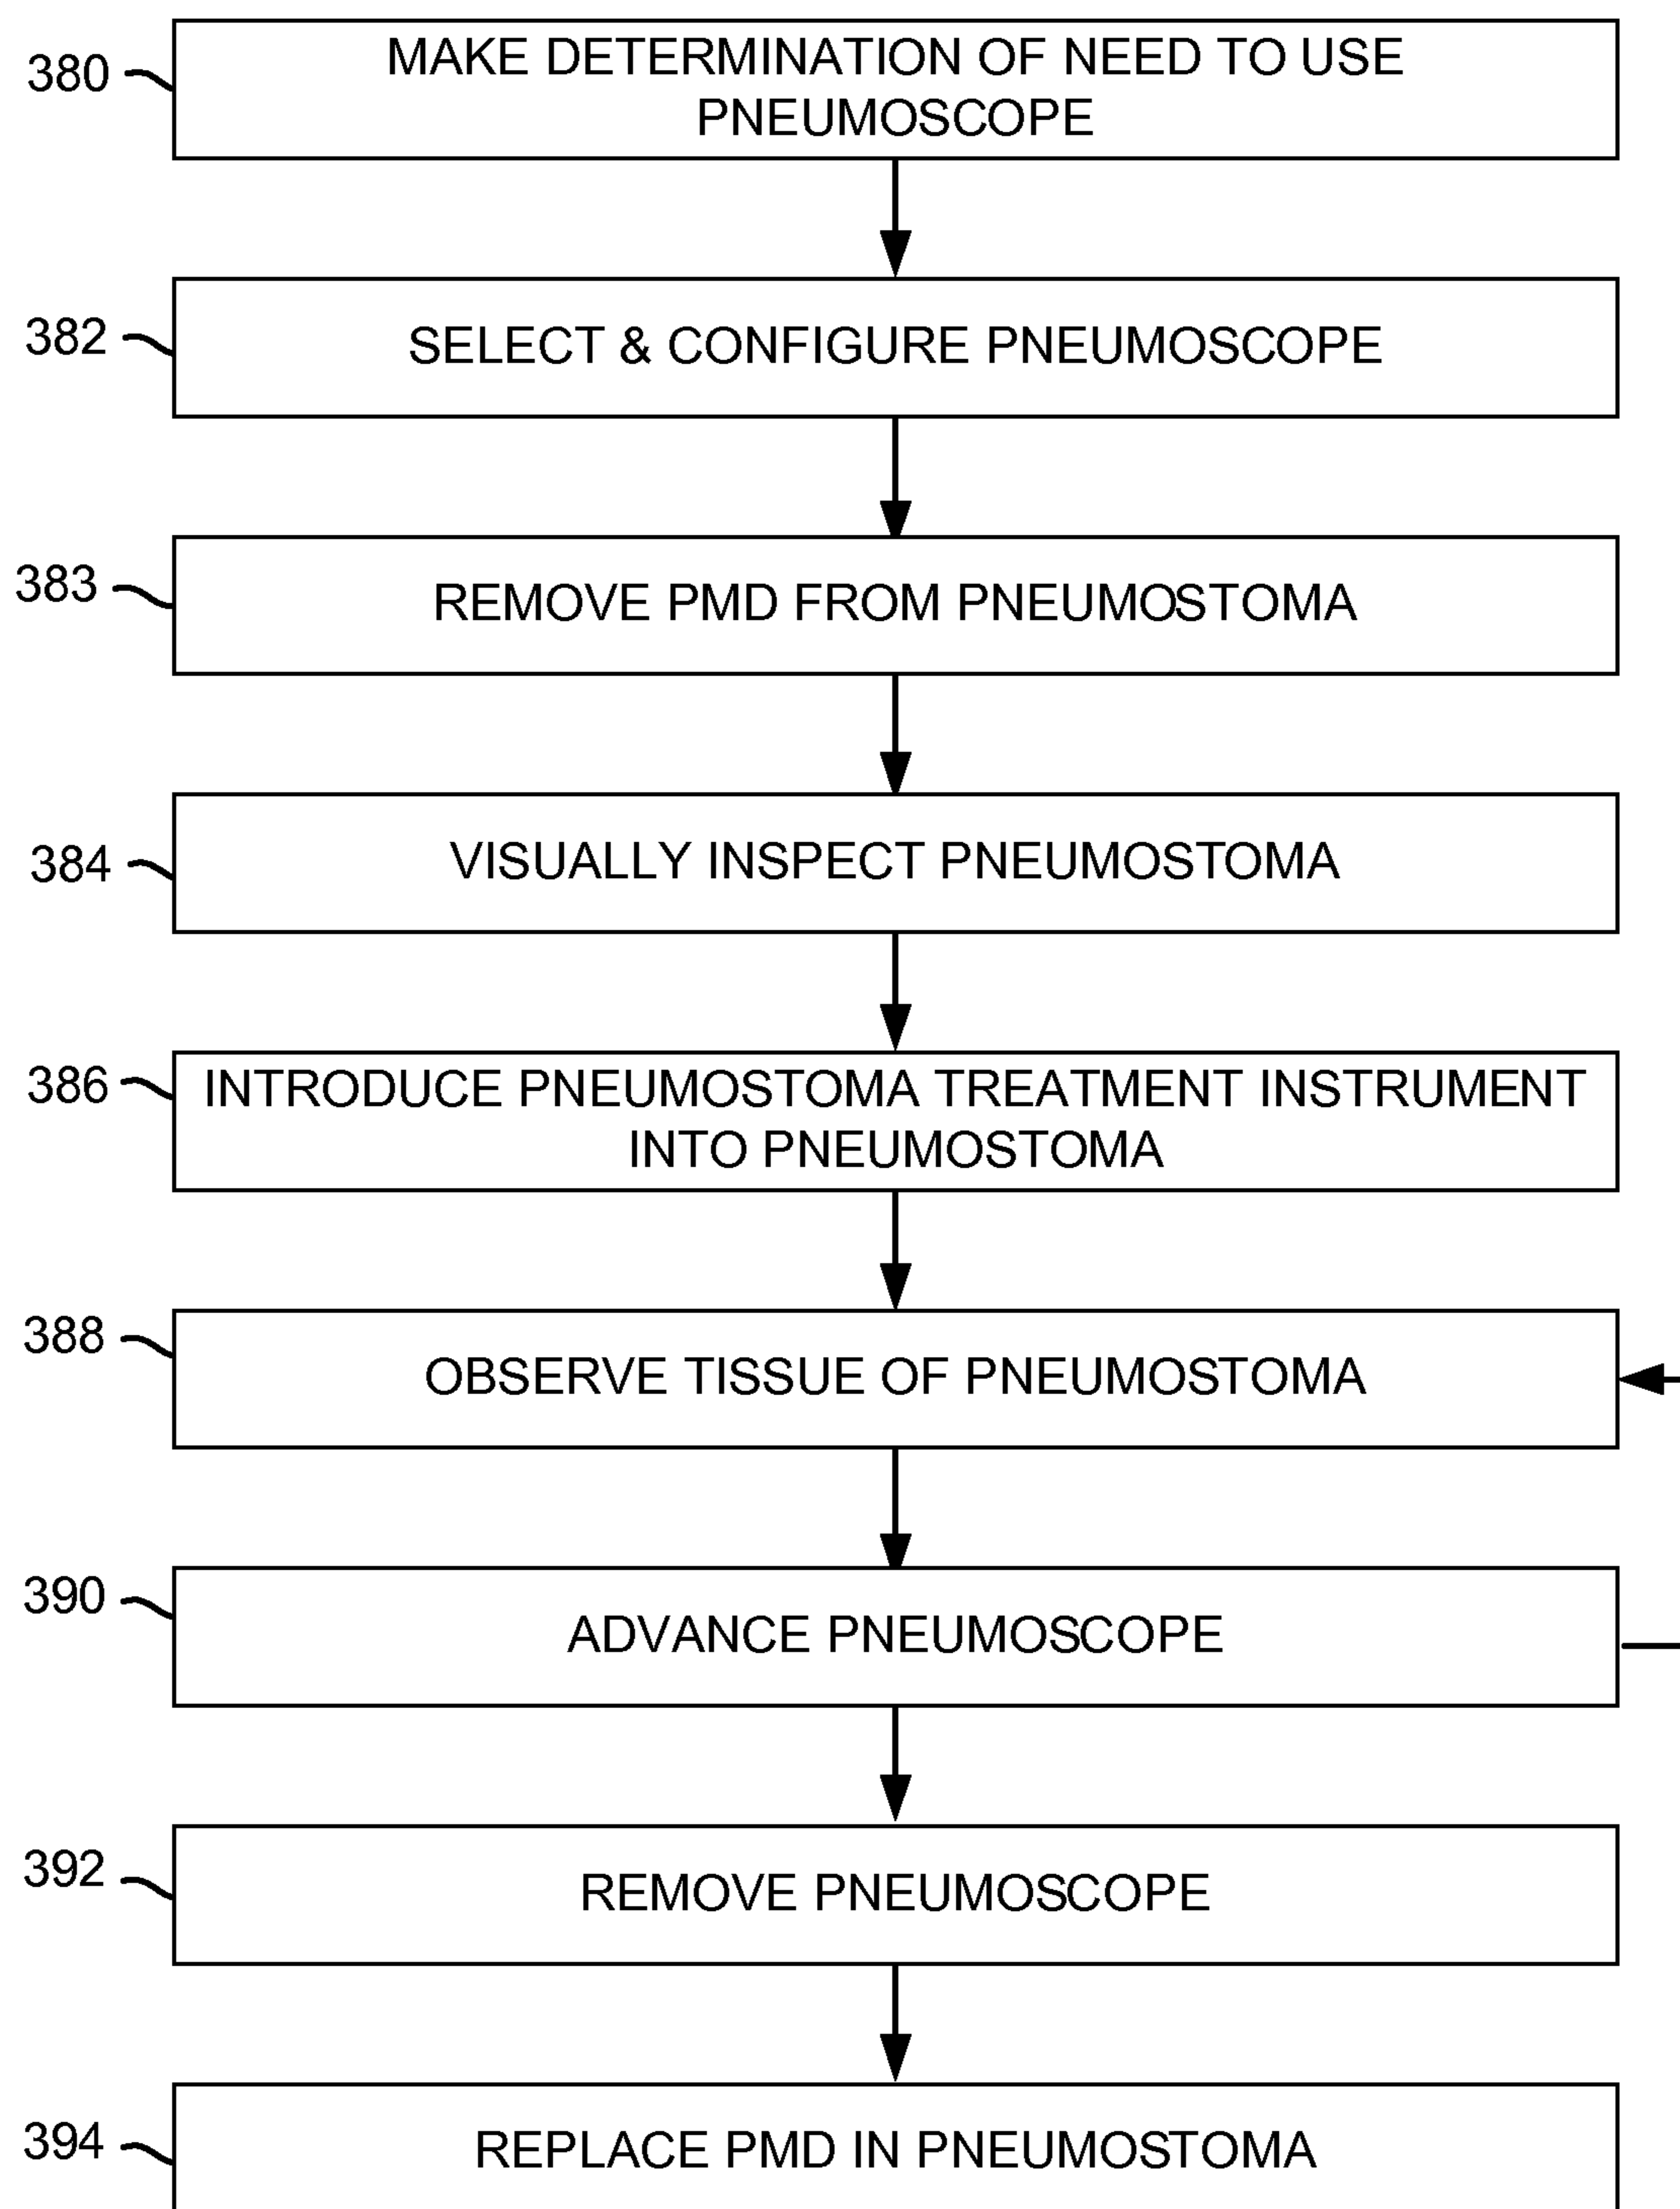 380
MAKE DETERMINATION OF NEED TO USE
PNEUMOSCOPE
382
SELECT & CONFIGURE PNEUMOSCOPE
383
REMOVE PMD FROM PNEUMOSTOMA
384
VISUALLY INSPECT PNEUMOSTOMA
386
INTRODUCE PNEUMOSTOMA TREATMENT INSTRUMENT
INTO PNEUMOSTOMA
388
OBSERVE TISSUE OF PNEUMOSTOMA
390
ADVANCE PNEUMOSCOPE
392
REMOVE PNEUMOSCOPE
394
REPLACE PMD IN PNEUMOSTOMA